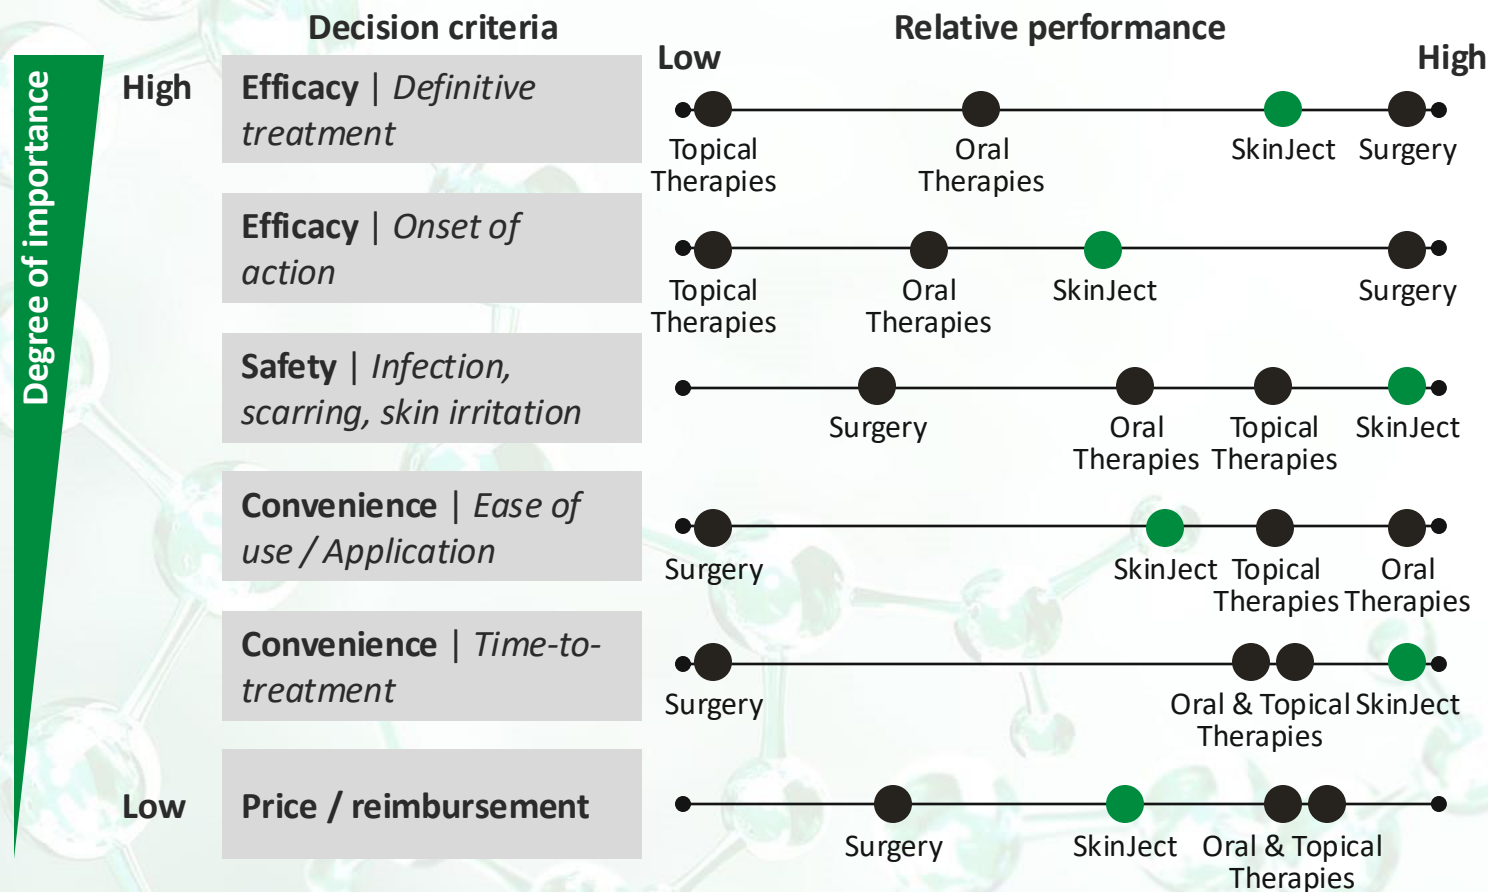 Decision criteria
Relative performance
Low
High
Degree of importance
High
Efficacy | Definitive
treatment
Topical
Therapies
Oral
Therapies
SkinJect
Surgery
Efficacy | Onset of
action
Topical
Therapies
Oral
Therapies
SkinJect
Surgery
Safety | Infection,
scarring, skin irritation
Surgery
Oral
Therapies
Topical
Therapies
SkinJect
Convenience | Ease of
use / Application
Surgery
SkinJect
Topical
Therapies
Oral
Therapies
Convenience | Time-to-
treatment
Surgery
Oral & Topical
Therapies
SkinJect
Low
Price / reimbursement
Surgery
SkinJect
Oral & Topical
Therapies